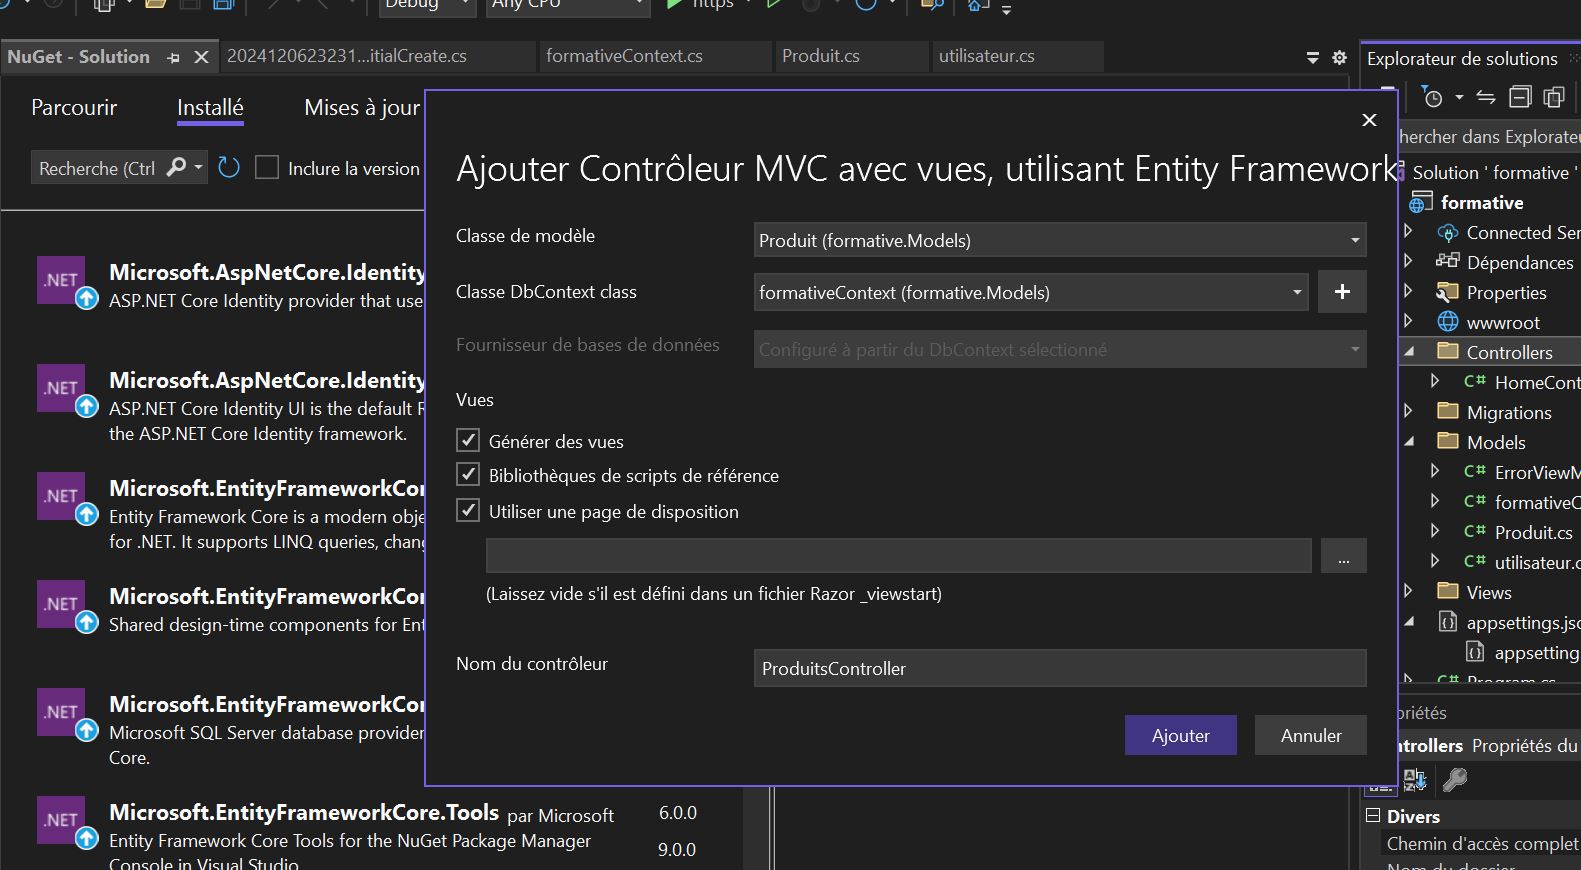 Debug
Any CPU
https
NuGet - Solution
2024120623231...itialCreate.cs
formativeContext.cs
Produit.cs
utilisateur.cs
Explorateur de solutions
Parcourir
Installé
Mises à jour
Recherche (Ctrl
Inclure la version
Microsoft.AspNetCore.Identity
ASP.NET Core Identity provider that use
.NET
Microsoft.AspNetCore.Identity
ASP.NET Core Identity UI is the default R
the ASP.NET Core Identity framework.
.NET
Microsoft.EntityFrameworkCor
Entity Framework Core is a modern obje
for .NET. It supports LINQ queries, chang
.NET
Microsoft.EntityFrameworkCor
Shared design-time components for Ent
.NET
Microsoft.EntityFrameworkCor
Microsoft SQL Server database provider
Core.
.NET
Microsoft.EntityFrameworkCore.Tools par Microsoft
6.0.0
Entity Framework Core Tools for the NuGet Package Manager
9.0.0
Console in Visual Studio
.NET
Ajouter Contrôleur MVC avec vues, utilisant Entity Framework
Classe de modèle
Produit (formative.Models)
Classe DbContext class
formativeContext (formative.Models)
+
Fournisseur de bases de données
Configuré à partir du DbContext sélectionné
Vues
Générer des vues
Bibliothèques de scripts de référence
Utiliser une page de disposition
...
(Laissez vide s'il est défini dans un fichier Razor _viewstart)
Nom du contrôleur
ProduitsController
Ajouter
Annuler
hercher dans Explorateu
Solution ' formative '
formative
Connected Ser
Dépendances
Properties
wwwroot
Controllers
C# HomeCont
Migrations
Models
C# ErrorViewM
C# formativeC
C# Produit.cs
C# utilisateur.c
Views
appsettings.jso
appsetting
C# Program.cs
priétés
ntrollers Propriétés du
Divers
Chemin d'accès complet
Nom du dossier